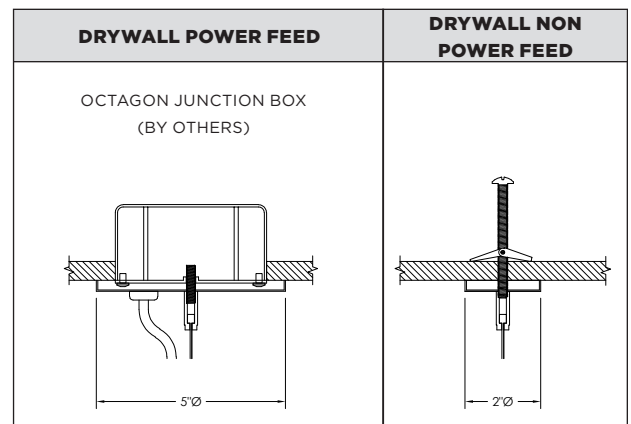 DRYWALL POWER FEED
DRYWALL NON
POWER FEED
OCTAGON JUNCTION BOX
(BY OTHERS)
5"Ø
2"Ø